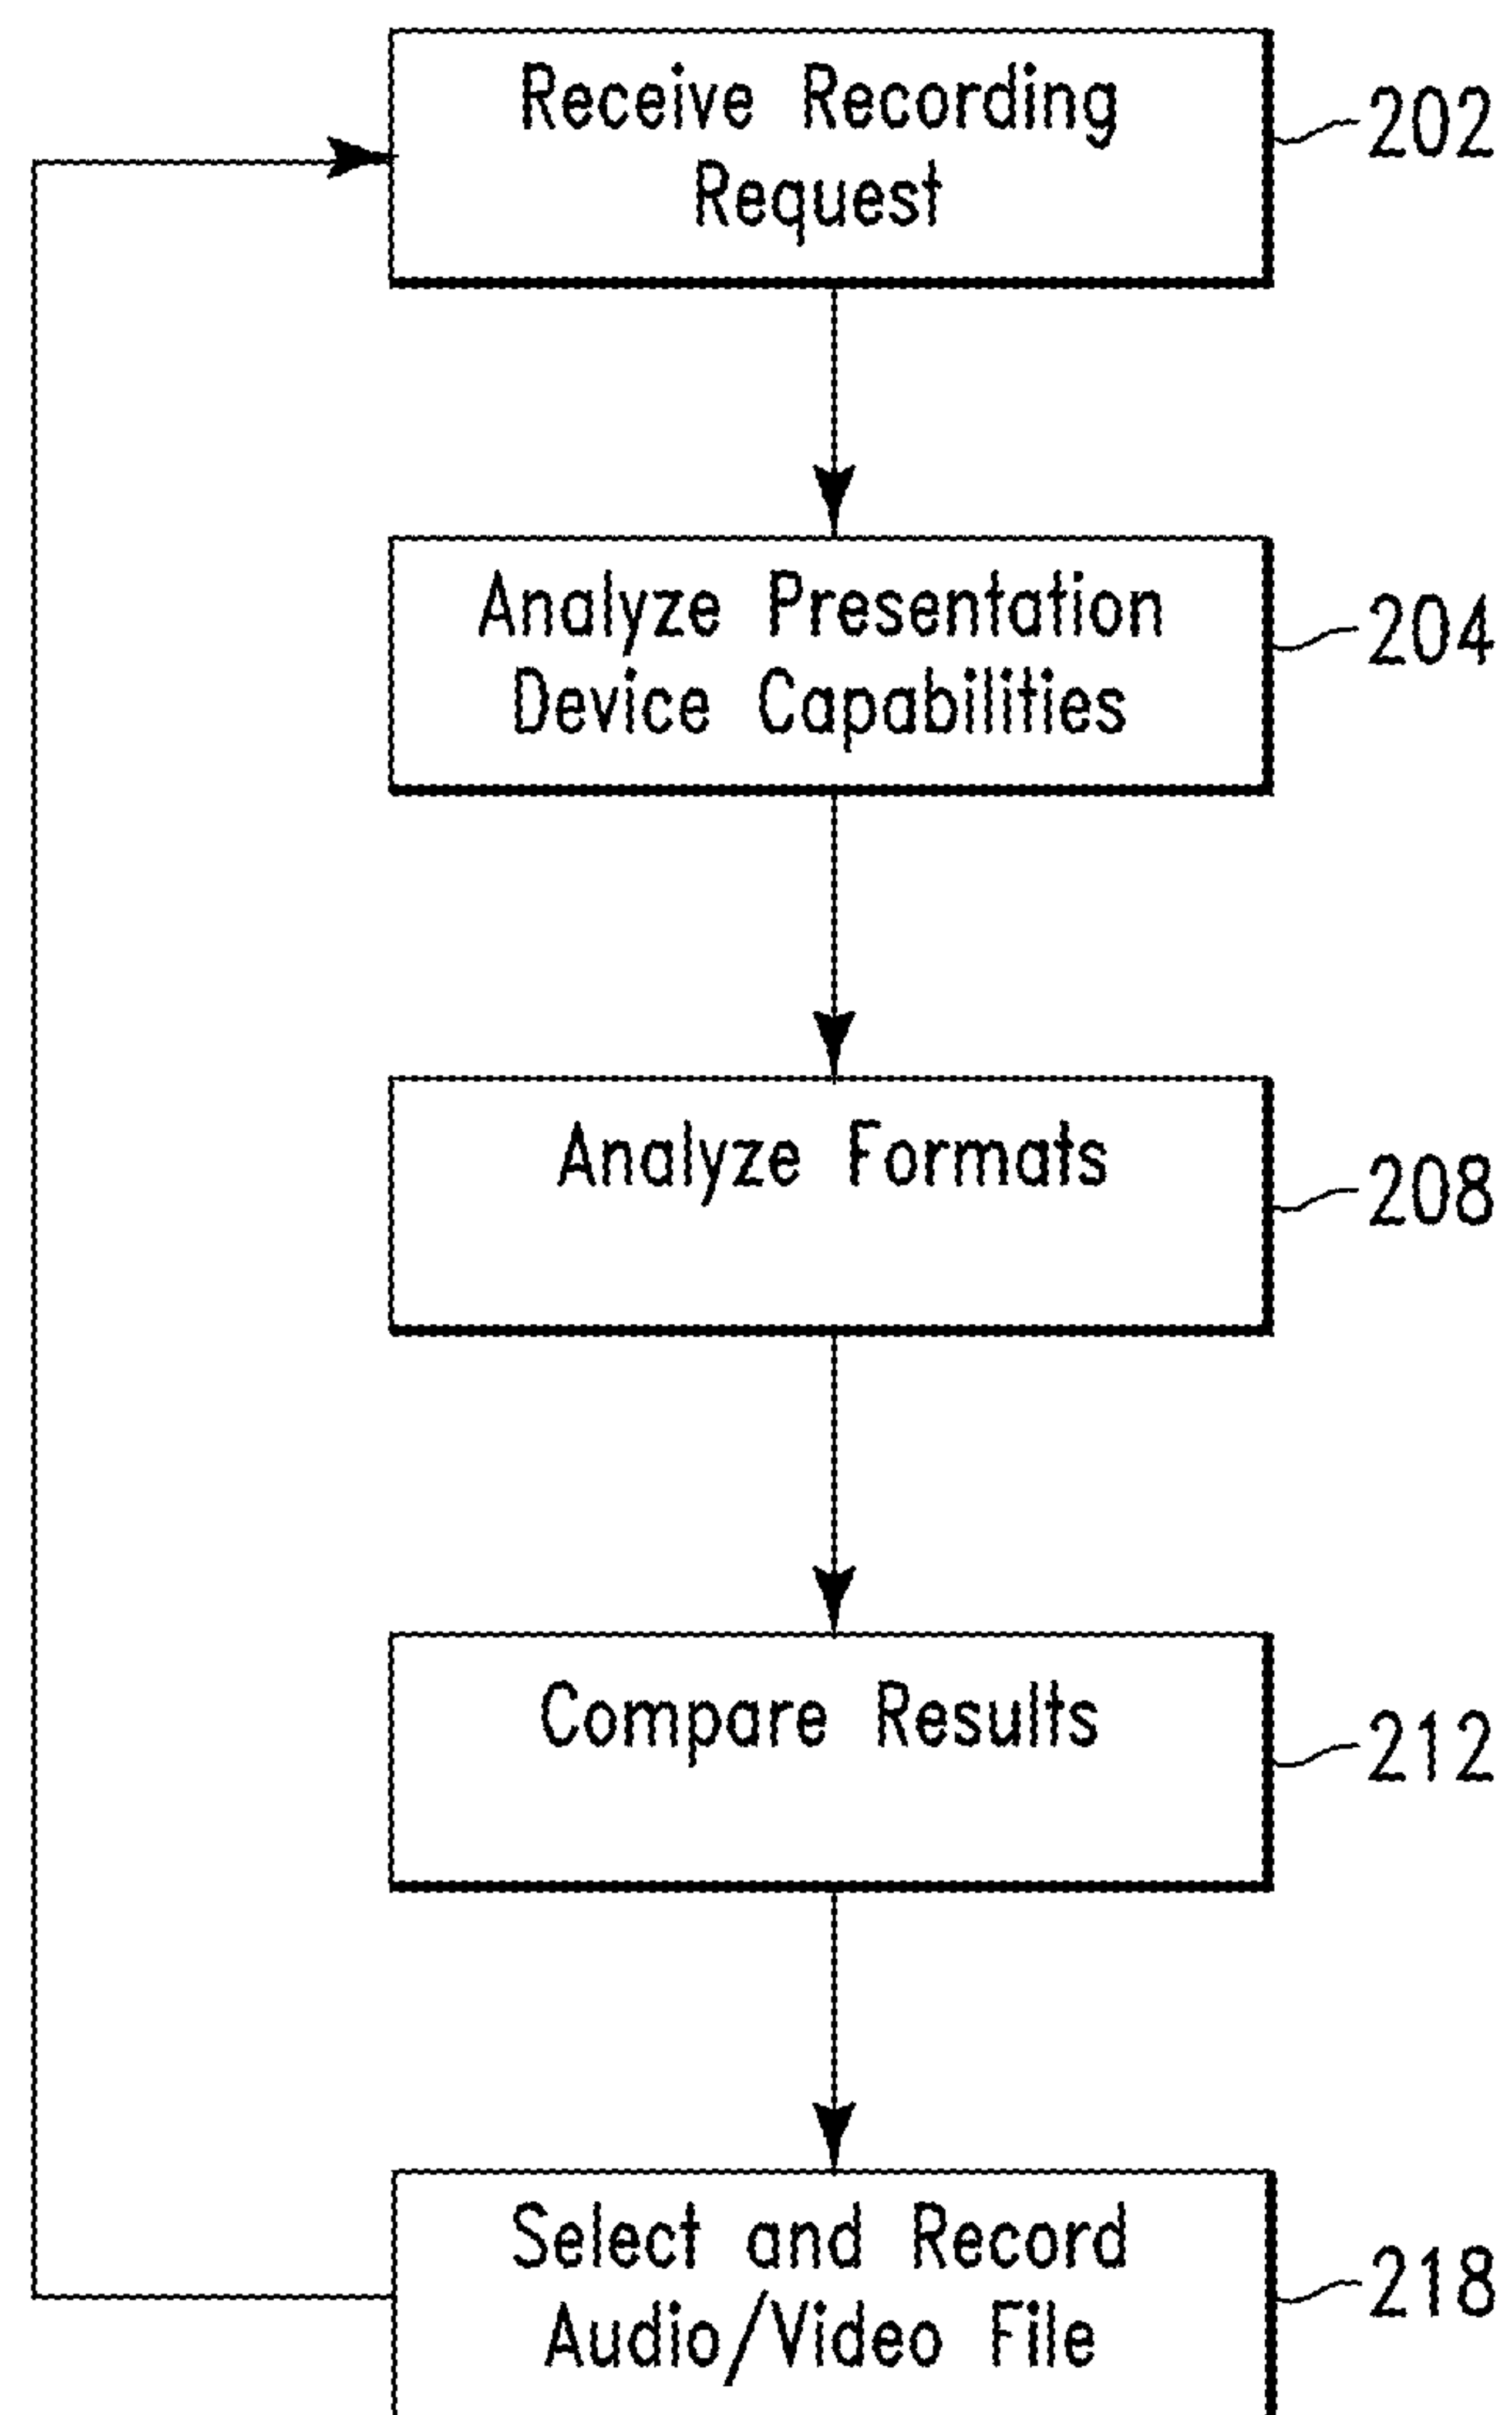 Receive Recording
Request
202
Analyze Presentation
Device Capabilities
204
Analyze Formats
208
Compare Results
212
Select and Record
Audio/Video File
218